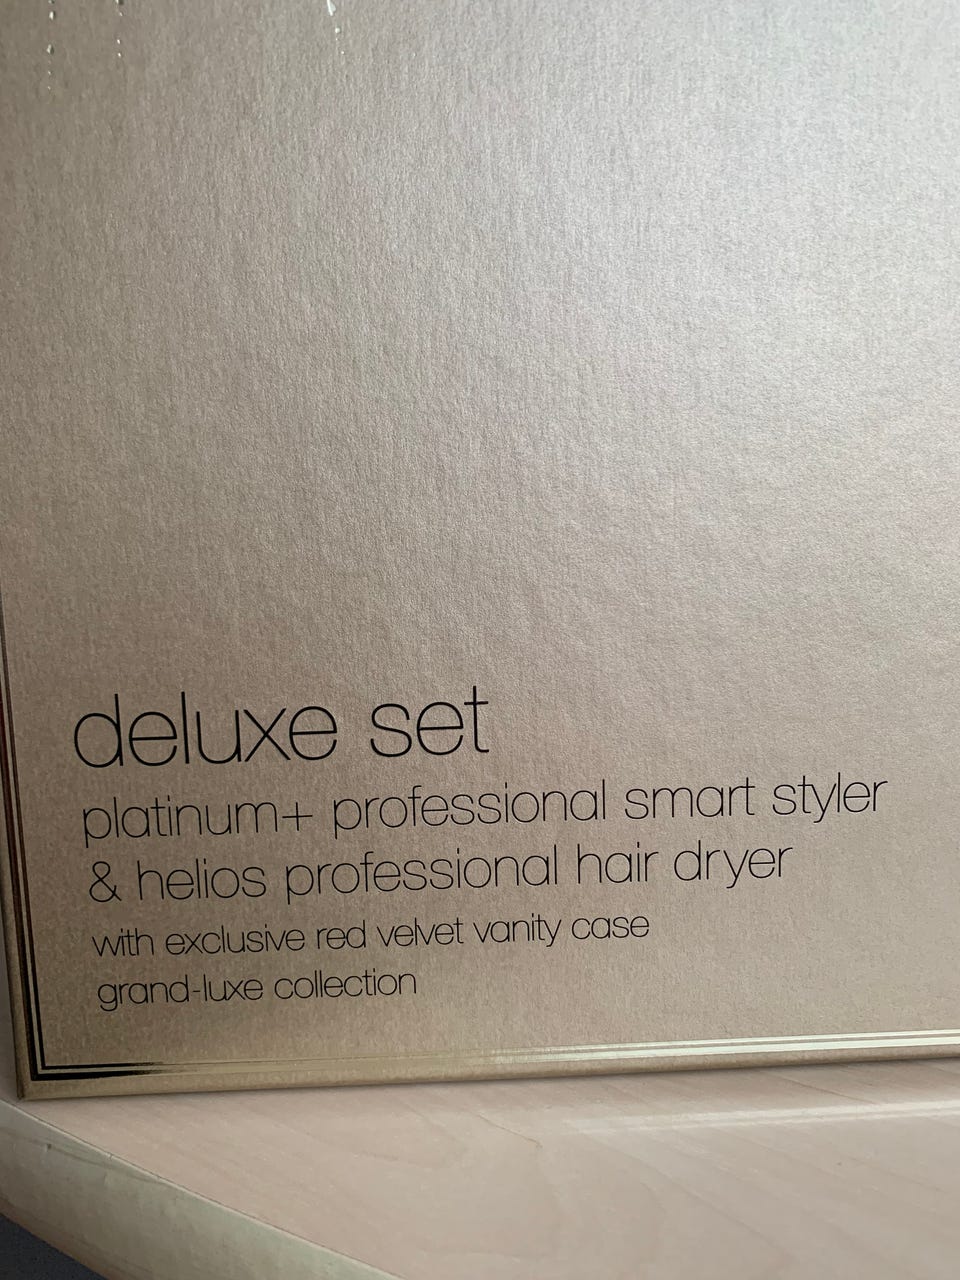 deluxe set
platinum+ professional smart styler
& helios professional hair dryer
with exclusive red velvet vanity case
grand-luxe collection